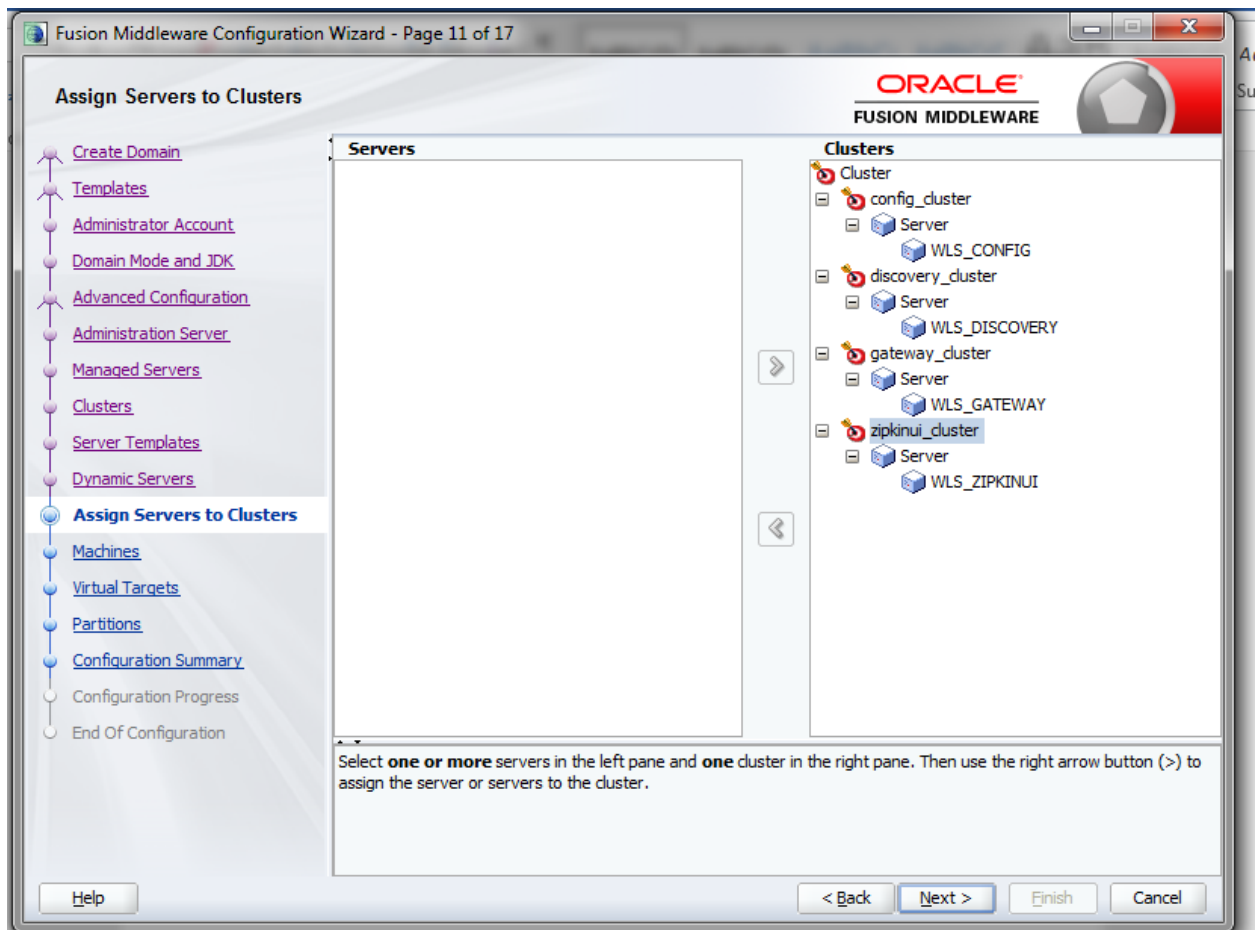 Fusion Middleware Configuration Wizard - Page 11 of 17
Assign Servers to Clusters
ORACLE
FUSION MIDDLEWARE
Create Domain
Templates
Administrator Account
Domain Mode and JDK
Advanced Configuration
Administration Server
Managed Servers
Clusters
Server Templates
Dynamic Servers
Assign Servers to Clusters
Machines
Virtual Targets
Partitions
Configuration Summary
Configuration Progress
End Of Configuration
Servers
Clusters
Cluster
config_cluster
Server
WLS_CONFIG
discovery_cluster
Server
WLS_DISCOVERY
gateway_cluster
Server
WLS_GATEWAY
zipkinui_cluster
Server
WLS_ZIPKINUI
Select one or more servers in the left pane and one cluster in the right pane. Then use the right arrow button (>) to
assign the server or servers to the cluster.
Help
< Back
Next >
Finish
Cancel